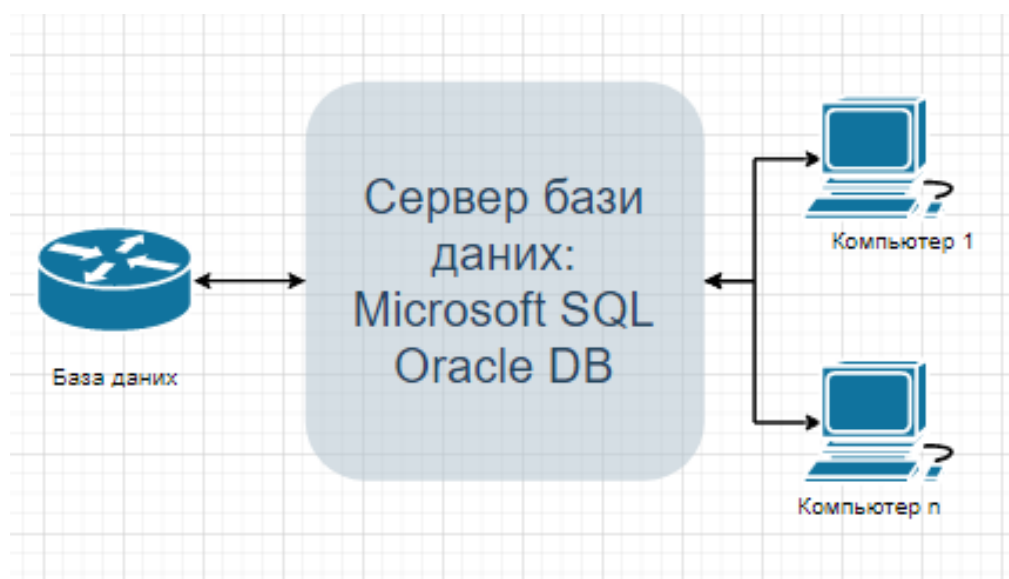 База даних
Сервер бази
даних:
Microsoft SQL
Oracle DB
Компьютер 1
Компьютер n